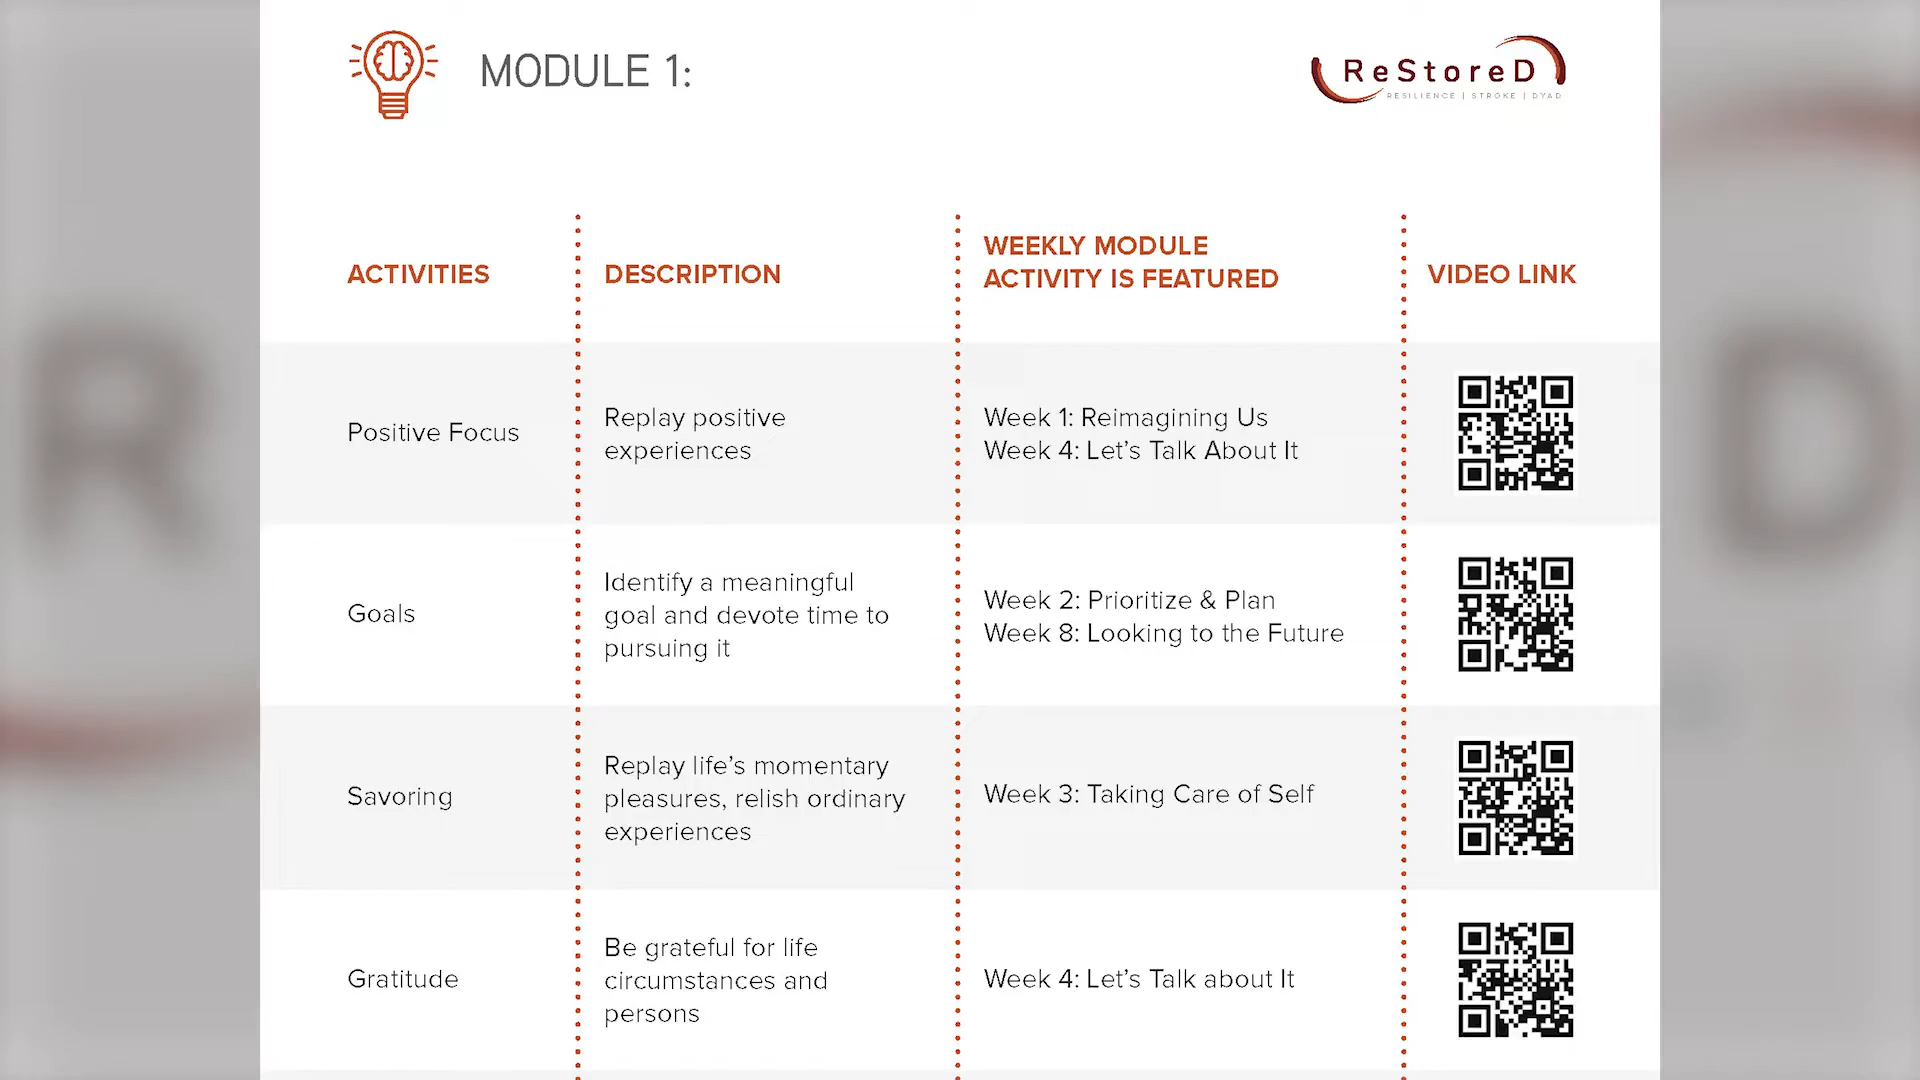 MODULE 1:
ReStoreD
RESILIENCE | STROKE | DYAD
ACTIVITIES
DESCRIPTION
WEEKLY MODULE
ACTIVITY IS FEATURED
VIDEO LINK
Positive Focus
Replay positive
experiences
Week 1: Reimagining Us
Week 4: Let's Talk About It
Goals
Identify a meaningful
goal and devote time to
pursuing it
Week 2: Prioritize & Plan
Week 8: Looking to the Future
Savoring
Replay life's momentary
pleasures, relish ordinary
experiences
Week 3: Taking Care of Self
Gratitude
Be grateful for life
circumstances and
persons
Week 4: Let's Talk about It
R
D